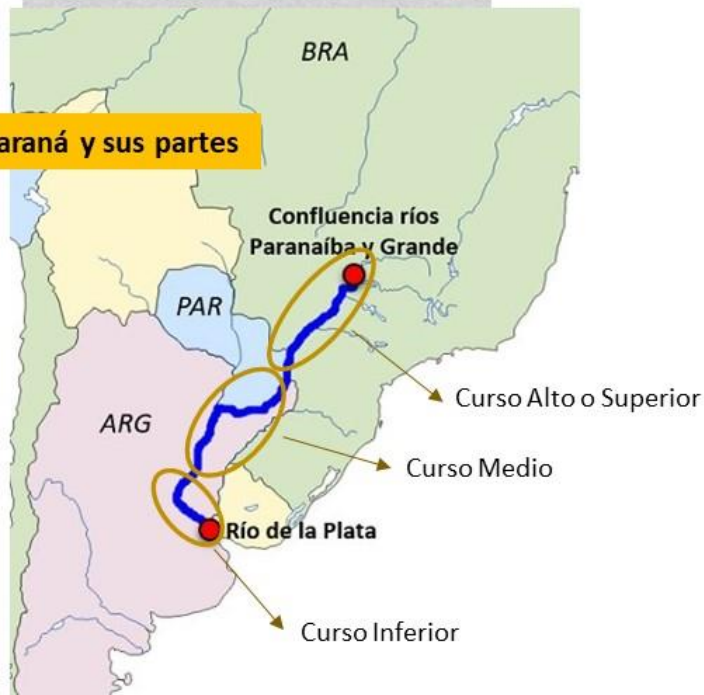 BRA
araná y sus partes
Confluencia ríos
Paranaíba y Grande
PAR
Curso Alto o Superior
ARG
Curso Medio
Río de la Plata
Curso Inferior